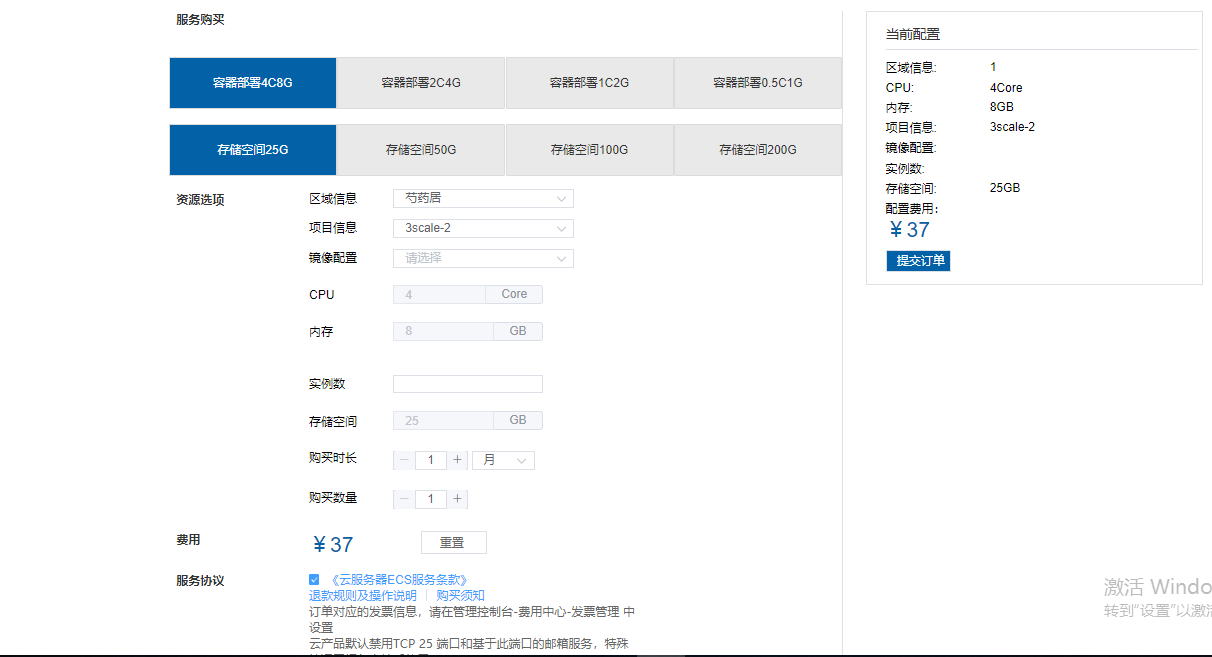 服务购买
容器部署4C8G 容器部署2C4G 容器部署1C2G 容器部署0.5C1G
存储空间25G 存储空间50G 存储空间100G 存储空间200G
资源选项
区域信息 芍药居
项目信息 3scale-2
镜像配置 请选择
CPU 4 Core
内存 8 GB
实例数
存储空间 25 GB
购买时长 － 1 + 月
购买数量 － 1 +
费用 ¥ 37 重置
服务协议 《云服务器ECS服务条款》
退款规则及操作说明 | 购买须知
订单对应的发票信息，请在管理控制台-费用中心-发票管理 中
设置
云产品默认禁用TCP 25 端口和基于此端口的邮箱服务，特殊
当前配置
区域信息: 1
CPU: 4Core
内存: 8GB
项目信息: 3scale-2
镜像配置:
实例数:
存储空间: 25GB
配置费用：
¥ 37
提交订单
激活 Windo
转到"设置"以激